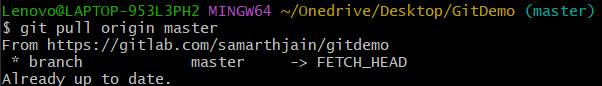 Lenovo@LAPTOP-953L3PH2 MINGW64 ~/Onedrive/Desktop/GitDemo (master)
$ git pull origin master
From https://gitlab.com/samarthjain/gitdemo
 * branch            master     -> FETCH_HEAD
Already up to date.